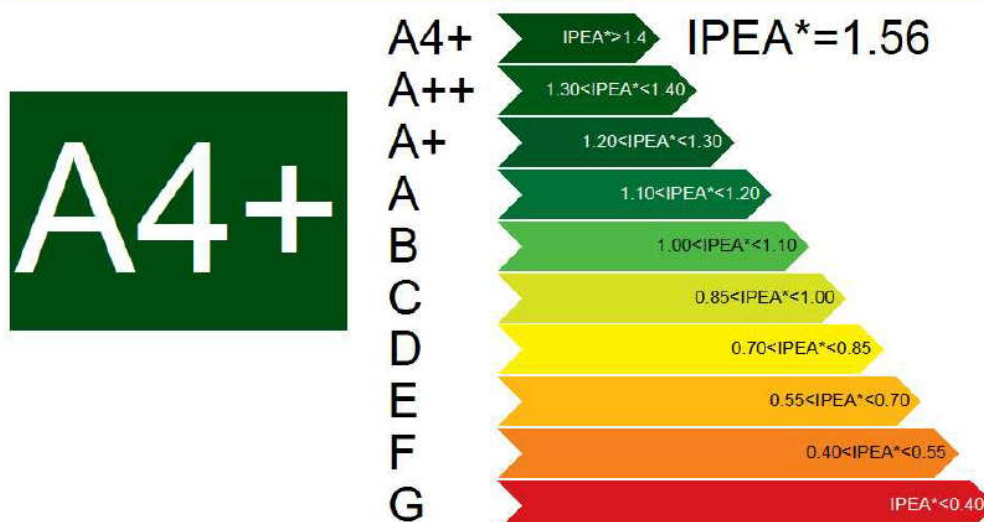 A4+
IPEA*=1.56
A4+ IPEA*>1.4
A++ 1.30<IPEA*<1.40
A+ 1.20<IPEA*<1.30
A 1.10<IPEA*<1.20
B 1.00<IPEA*<1.10
C 0.85<IPEA*<1.00
D 0.70<IPEA*<0.85
E 0.55<IPEA*<0.70
F 0.40<IPEA*<0.55
G IPEA*<0.40